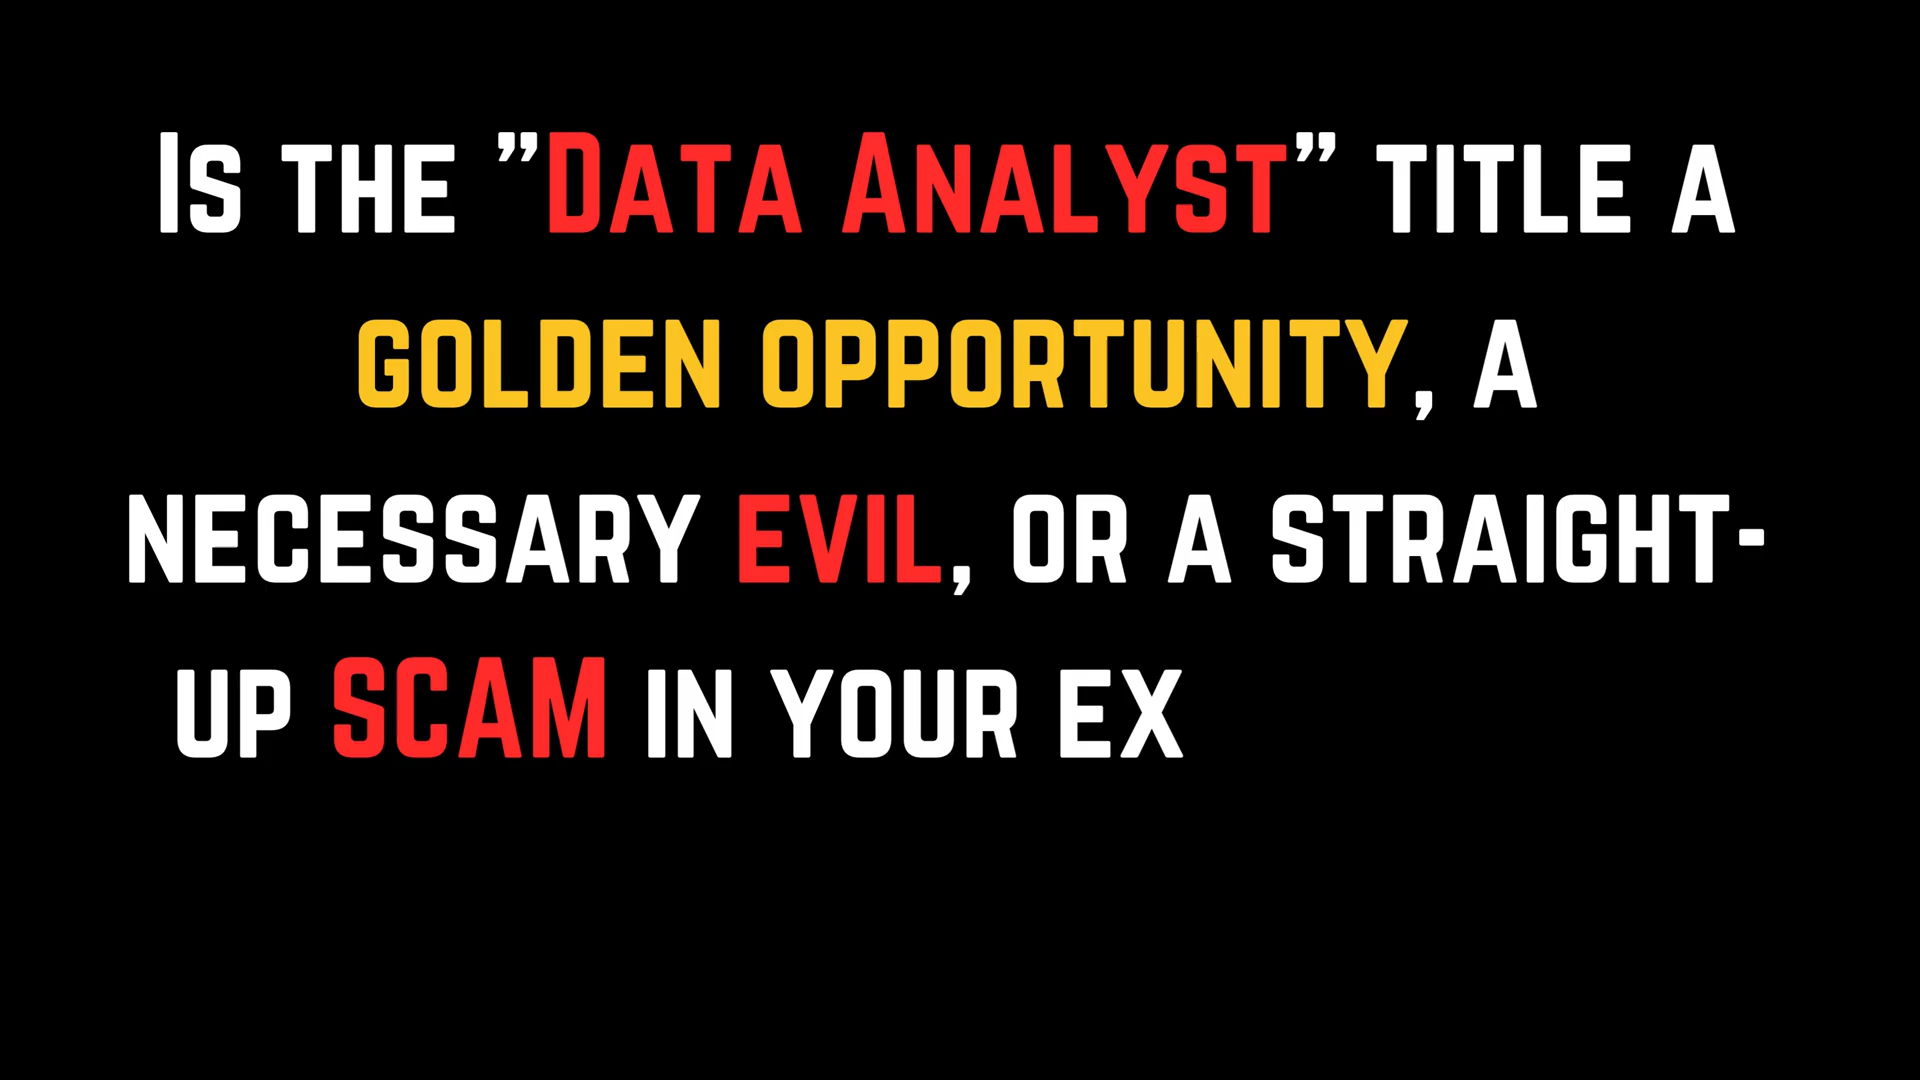 Is the "Data Analyst" title a
golden opportunity, a
necessary evil, or a straight-
up SCAM in your ex